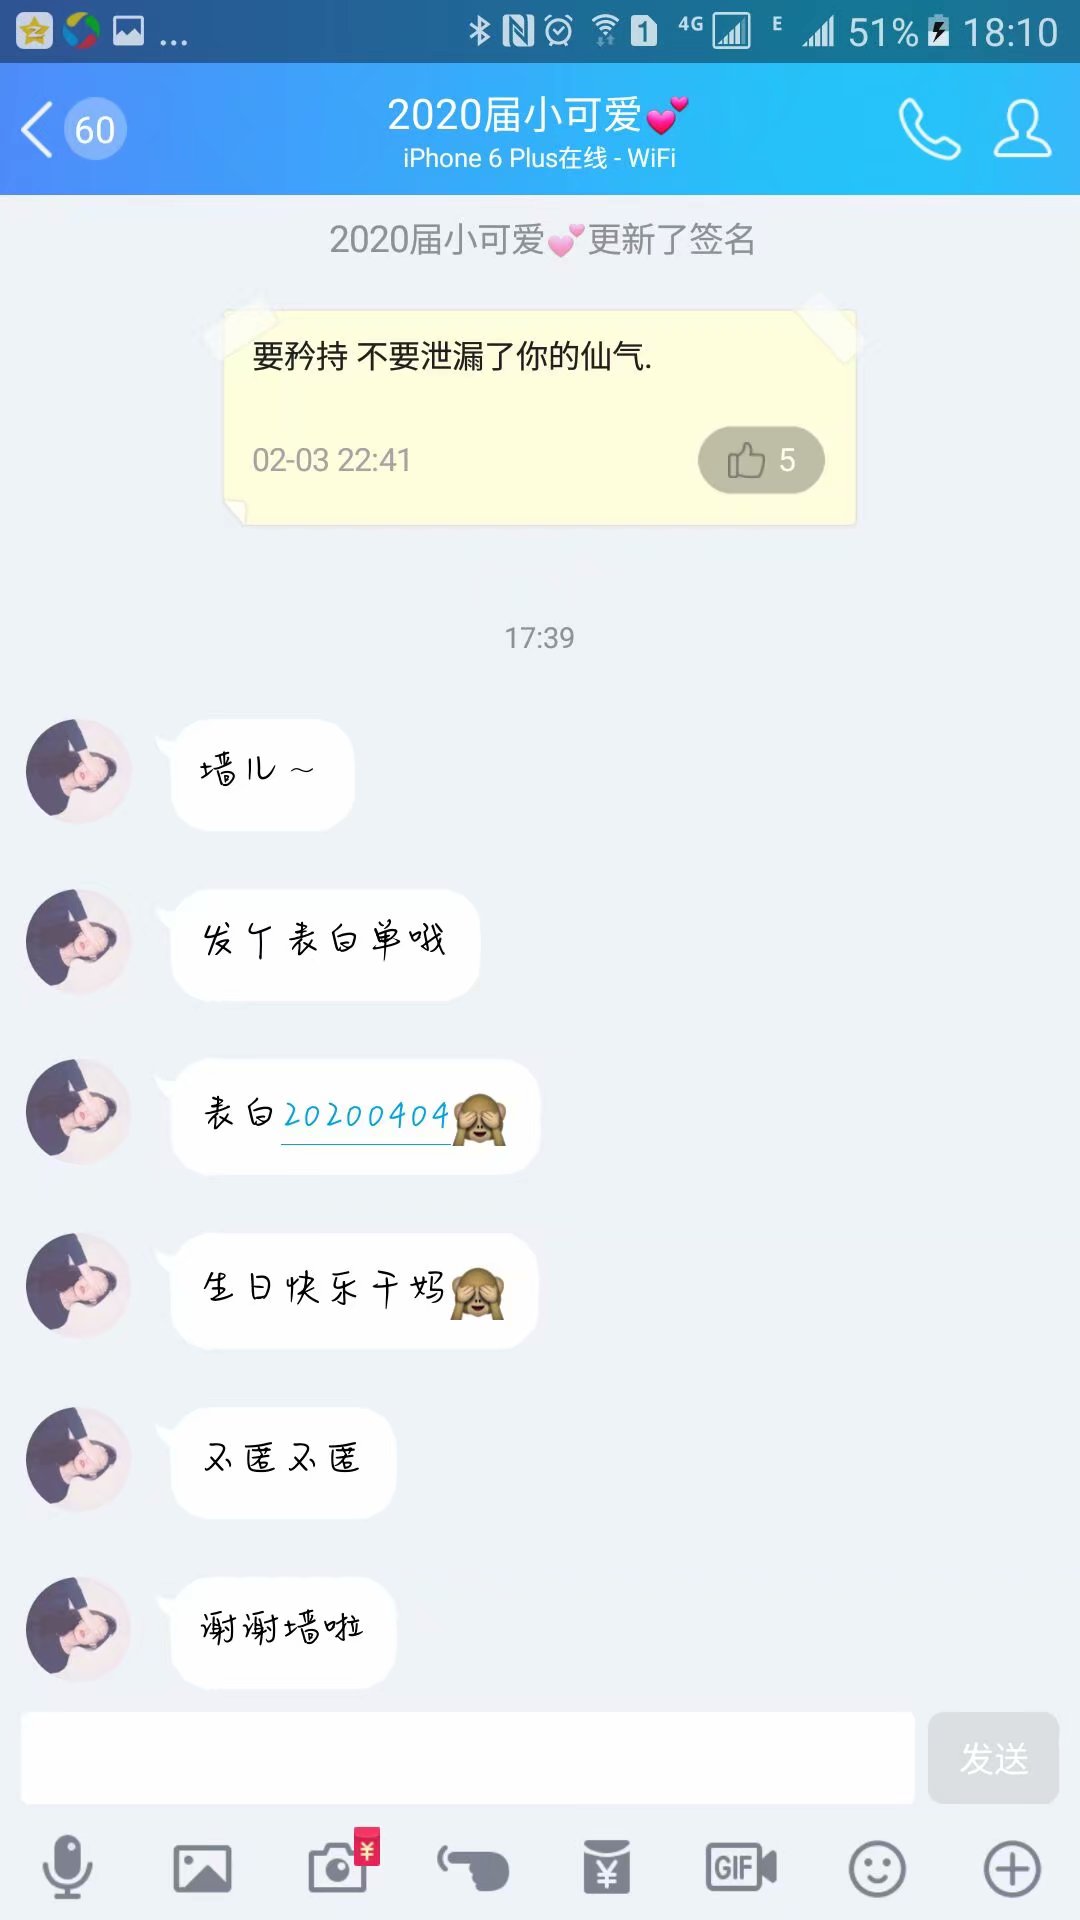 ... 1 4G E 51% 18:10
60
2020届小可爱💕
iPhone 6 Plus在线 - WiFi
2020届小可爱💕更新了签名
要矜持 不要泄漏了你的仙气.
02-03 22:41
5
17:39
墙儿～
发个表白单哦
表白20200404🙈
生日快乐干妈🙈
不匿不匿
谢谢墙啦
发送
¥
¥
GIF